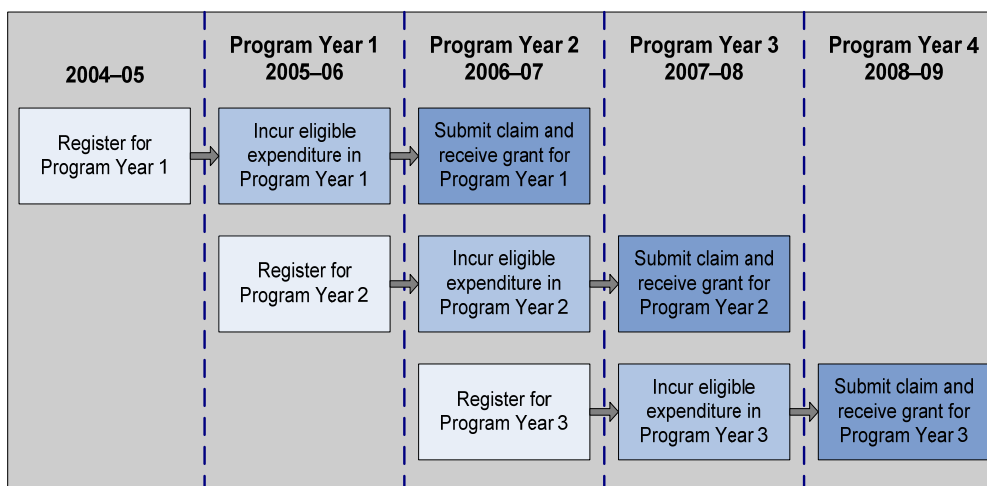 2004–05
Program Year 1
2005–06
Program Year 2
2006–07
Program Year 3
2007–08
Program Year 4
2008–09
Register for
Program Year 1
Incur eligible
expenditure in
Program Year 1
Submit claim and
receive grant for
Program Year 1
Register for
Program Year 2
Incur eligible
expenditure in
Program Year 2
Submit claim and
receive grant for
Program Year 2
Register for
Program Year 3
Incur eligible
expenditure in
Program Year 3
Submit claim and
receive grant for
Program Year 3